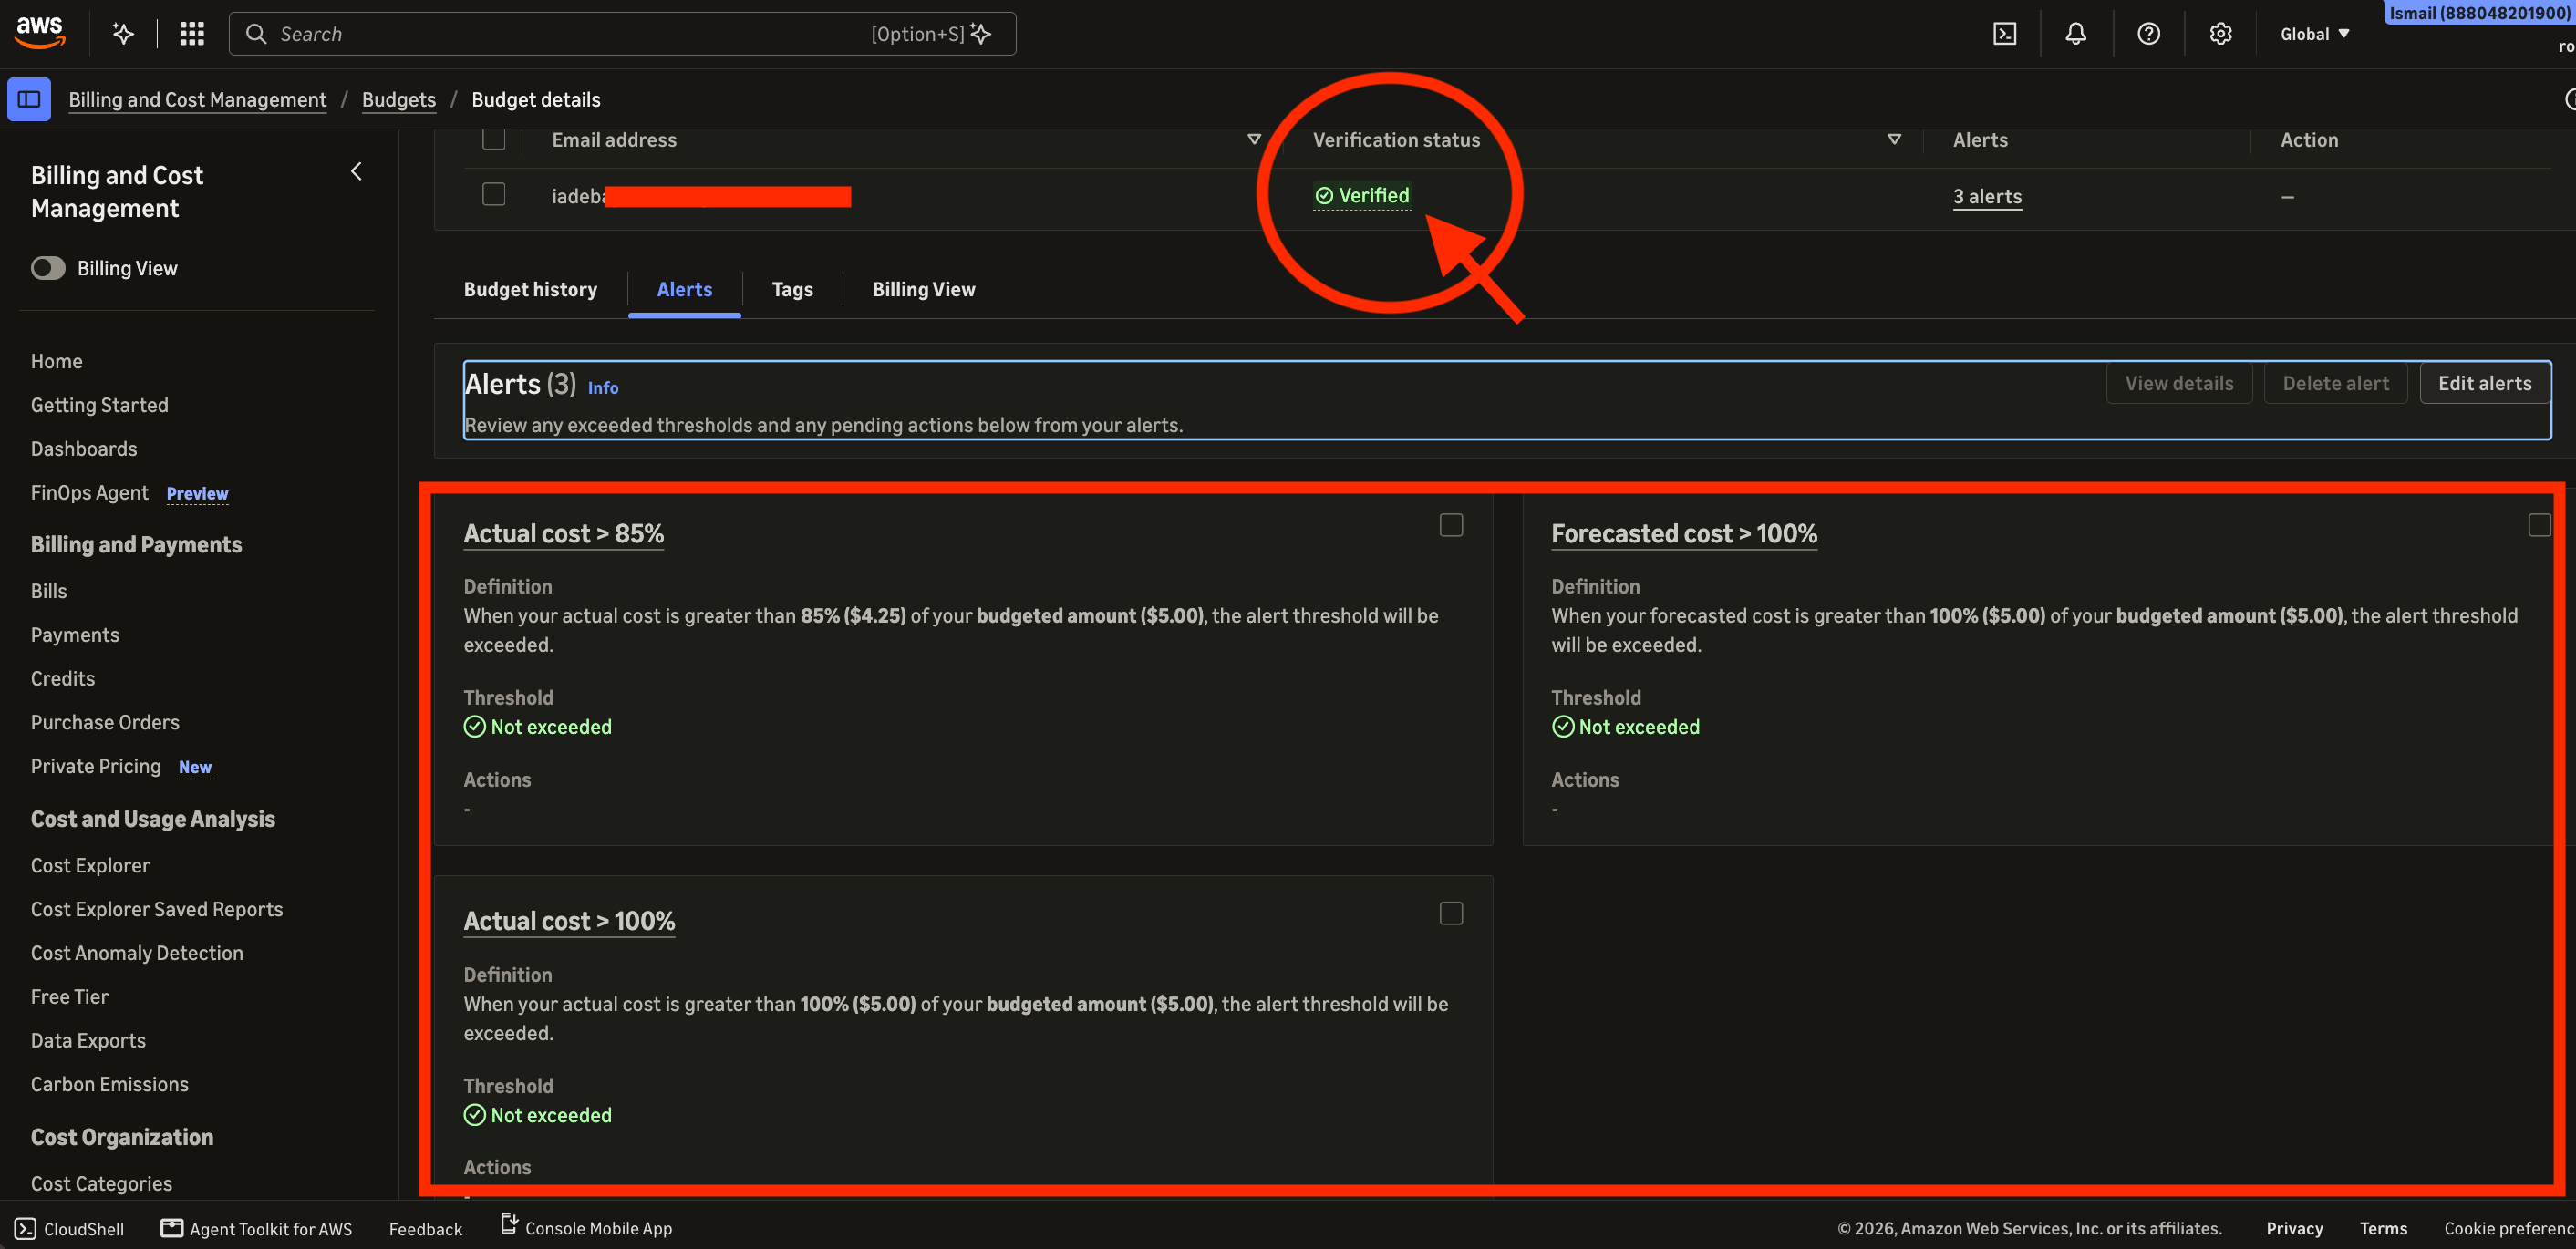 aws
Search
[Option+S]
Global
Ismail (888048201900)
Billing and Cost Management / Budgets / Budget details
Billing and Cost
Management
Billing View
Home
Getting Started
Dashboards
FinOps Agent Preview
Billing and Payments
Bills
Payments
Credits
Purchase Orders
Private Pricing New
Cost and Usage Analysis
Cost Explorer
Cost Explorer Saved Reports
Cost Anomaly Detection
Free Tier
Data Exports
Carbon Emissions
Cost Organization
Cost Categories
Email address Verification status Alerts Action
iadeba Verified 3 alerts –
Budget history Alerts Tags Billing View
Alerts (3) Info View details Delete alert Edit alerts
Review any exceeded thresholds and any pending actions below from your alerts.
Actual cost > 85%
Definition
When your actual cost is greater than 85% ($4.25) of your budgeted amount ($5.00), the alert threshold will be
exceeded.
Threshold
Not exceeded
Actions
-
Forecasted cost > 100%
Definition
When your forecasted cost is greater than 100% ($5.00) of your budgeted amount ($5.00), the alert threshold
will be exceeded.
Threshold
Not exceeded
Actions
-
Actual cost > 100%
Definition
When your actual cost is greater than 100% ($5.00) of your budgeted amount ($5.00), the alert threshold will be
exceeded.
Threshold
Not exceeded
Actions
-
CloudShell Agent Toolkit for AWS Feedback Console Mobile App
© 2026, Amazon Web Services, Inc. or its affiliates. Privacy Terms Cookie preferenc